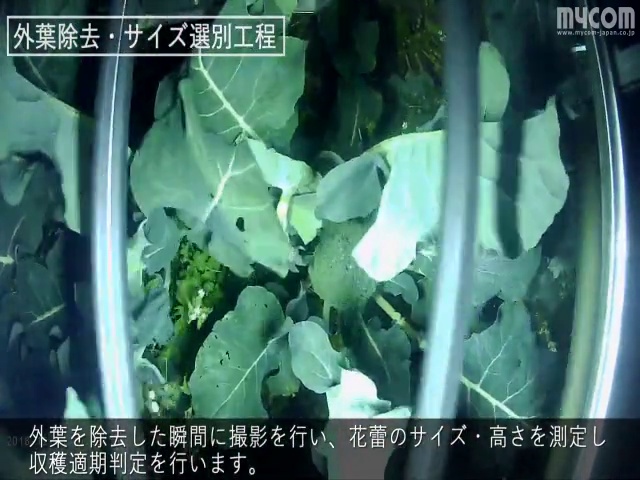 外葉除去・サイズ選別工程
mycom
www.mycom-japan.co.jp
外葉を除去した瞬間に撮影を行い、花蕾のサイズ・高さを測定し
収穫適期判定を行います。